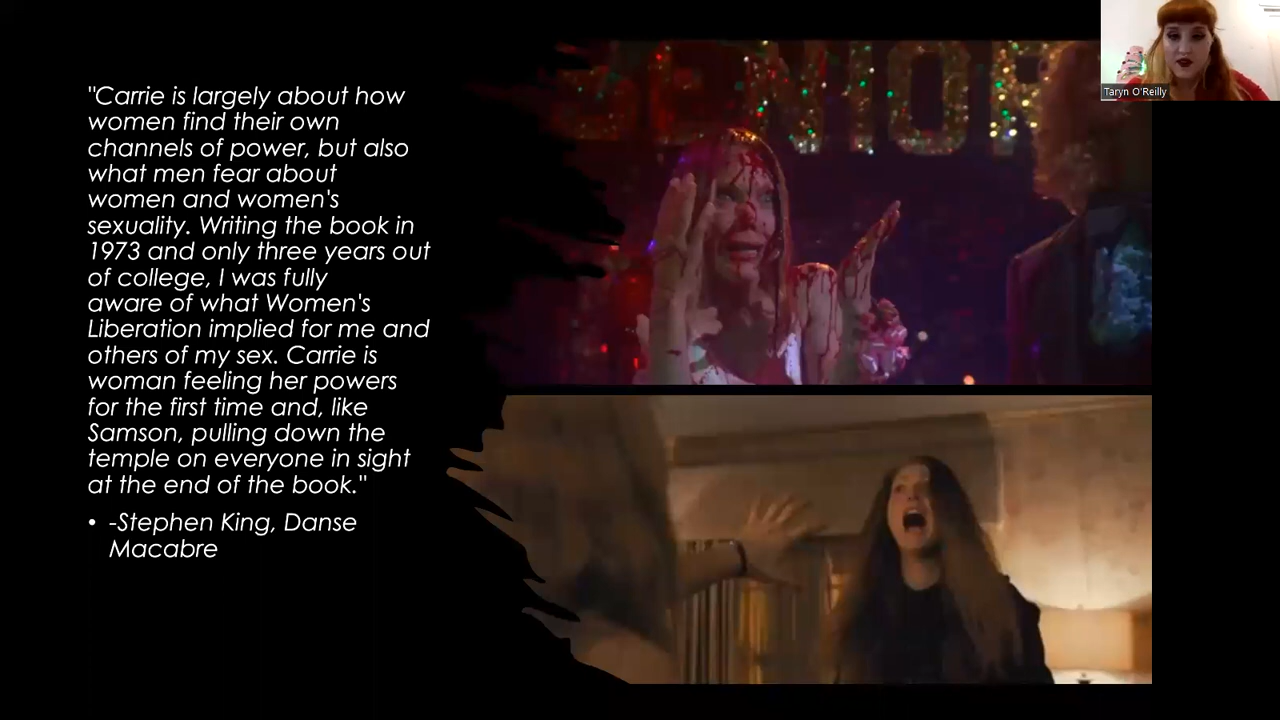 "Carrie is largely about how
women find their own
channels of power, but also
what men fear about
women and women's
sexuality. Writing the book in
1973 and only three years out
of college, I was fully
aware of what Women's
Liberation implied for me and
others of my sex. Carrie is
woman feeling her powers
for the first time and, like
Samson, pulling down the
temple on everyone in sight
at the end of the book."
• -Stephen King, Danse
Macabre
SENIOR
Taryn O'Reilly